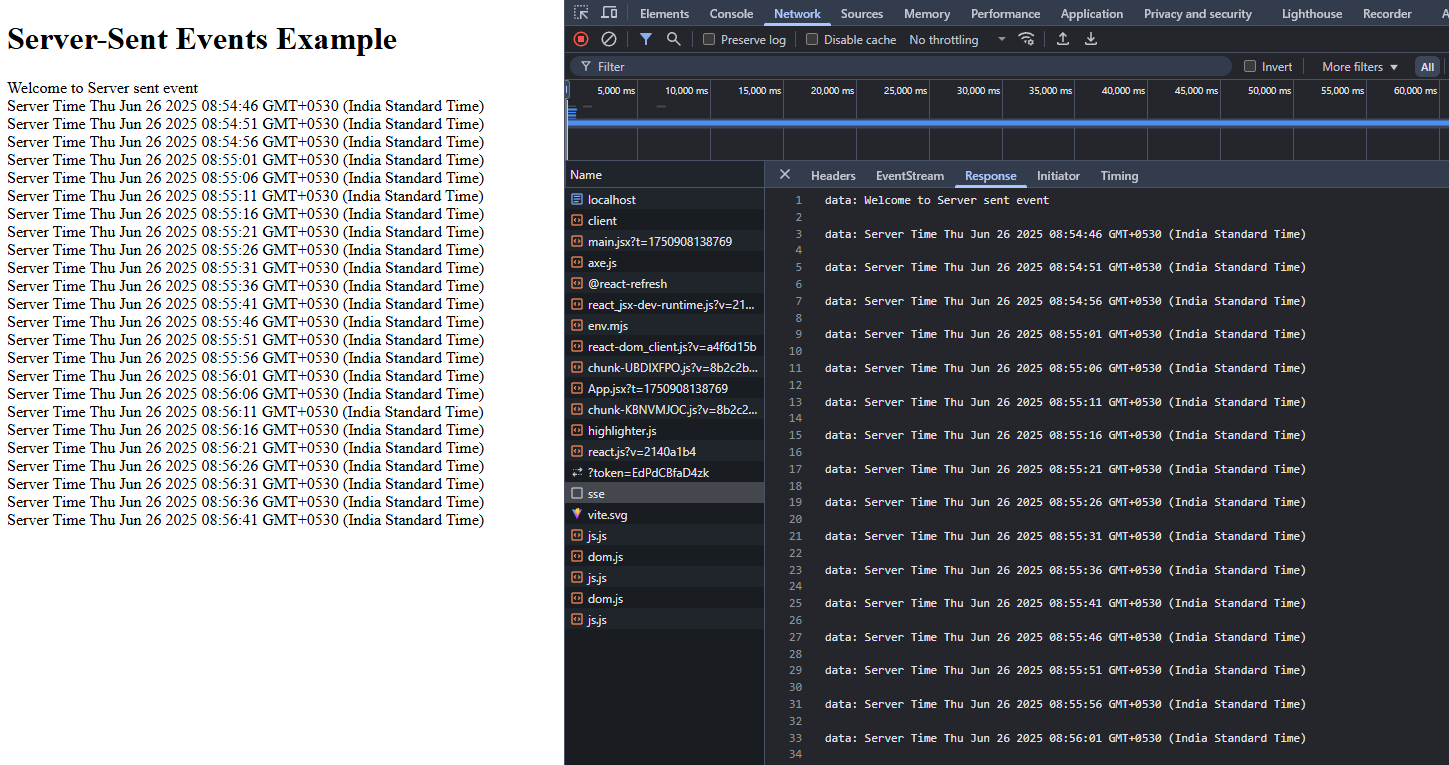 Server-Sent Events Example
Welcome to Server sent event
Server Time Thu Jun 26 2025 08:54:46 GMT+0530 (India Standard Time)
Server Time Thu Jun 26 2025 08:54:51 GMT+0530 (India Standard Time)
Server Time Thu Jun 26 2025 08:54:56 GMT+0530 (India Standard Time)
Server Time Thu Jun 26 2025 08:55:01 GMT+0530 (India Standard Time)
Server Time Thu Jun 26 2025 08:55:06 GMT+0530 (India Standard Time)
Server Time Thu Jun 26 2025 08:55:11 GMT+0530 (India Standard Time)
Server Time Thu Jun 26 2025 08:55:16 GMT+0530 (India Standard Time)
Server Time Thu Jun 26 2025 08:55:21 GMT+0530 (India Standard Time)
Server Time Thu Jun 26 2025 08:55:26 GMT+0530 (India Standard Time)
Server Time Thu Jun 26 2025 08:55:31 GMT+0530 (India Standard Time)
Server Time Thu Jun 26 2025 08:55:36 GMT+0530 (India Standard Time)
Server Time Thu Jun 26 2025 08:55:41 GMT+0530 (India Standard Time)
Server Time Thu Jun 26 2025 08:55:46 GMT+0530 (India Standard Time)
Server Time Thu Jun 26 2025 08:55:51 GMT+0530 (India Standard Time)
Server Time Thu Jun 26 2025 08:55:56 GMT+0530 (India Standard Time)
Server Time Thu Jun 26 2025 08:56:01 GMT+0530 (India Standard Time)
Server Time Thu Jun 26 2025 08:56:06 GMT+0530 (India Standard Time)
Server Time Thu Jun 26 2025 08:56:11 GMT+0530 (India Standard Time)
Server Time Thu Jun 26 2025 08:56:16 GMT+0530 (India Standard Time)
Server Time Thu Jun 26 2025 08:56:21 GMT+0530 (India Standard Time)
Server Time Thu Jun 26 2025 08:56:26 GMT+0530 (India Standard Time)
Server Time Thu Jun 26 2025 08:56:31 GMT+0530 (India Standard Time)
Server Time Thu Jun 26 2025 08:56:36 GMT+0530 (India Standard Time)
Server Time Thu Jun 26 2025 08:56:41 GMT+0530 (India Standard Time)
Elements Console Network Sources Memory Performance Application Privacy and security Lighthouse Recorder A
Preserve log Disable cache No throttling
Filter Invert More filters All
5,000 ms 10,000 ms 15,000 ms 20,000 ms 25,000 ms 30,000 ms 35,000 ms 40,000 ms 45,000 ms 50,000 ms 55,000 ms 60,000 ms
Name
localhost
client
main.jsx?t=1750908138769
axe.js
@react-refresh
react_jsx-dev-runtime.js?v=21...
env.mjs
react-dom_client.js?v=a4f6d15b
chunk-UBDIXFPO.js?v=8b2c2b...
App.jsx?t=1750908138769
chunk-KBNVMJOC.js?v=8b2c2...
highlighter.js
react.js?v=2140a1b4
?token=EdPdCBfaD4zk
sse
vite.svg
js.js
dom.js
js.js
dom.js
js.js
Headers EventStream Response Initiator Timing
1 data: Welcome to Server sent event
2
3 data: Server Time Thu Jun 26 2025 08:54:46 GMT+0530 (India Standard Time)
4
5 data: Server Time Thu Jun 26 2025 08:54:51 GMT+0530 (India Standard Time)
6
7 data: Server Time Thu Jun 26 2025 08:54:56 GMT+0530 (India Standard Time)
8
9 data: Server Time Thu Jun 26 2025 08:55:01 GMT+0530 (India Standard Time)
10
11 data: Server Time Thu Jun 26 2025 08:55:06 GMT+0530 (India Standard Time)
12
13 data: Server Time Thu Jun 26 2025 08:55:11 GMT+0530 (India Standard Time)
14
15 data: Server Time Thu Jun 26 2025 08:55:16 GMT+0530 (India Standard Time)
16
17 data: Server Time Thu Jun 26 2025 08:55:21 GMT+0530 (India Standard Time)
18
19 data: Server Time Thu Jun 26 2025 08:55:26 GMT+0530 (India Standard Time)
20
21 data: Server Time Thu Jun 26 2025 08:55:31 GMT+0530 (India Standard Time)
22
23 data: Server Time Thu Jun 26 2025 08:55:36 GMT+0530 (India Standard Time)
24
25 data: Server Time Thu Jun 26 2025 08:55:41 GMT+0530 (India Standard Time)
26
27 data: Server Time Thu Jun 26 2025 08:55:46 GMT+0530 (India Standard Time)
28
29 data: Server Time Thu Jun 26 2025 08:55:51 GMT+0530 (India Standard Time)
30
31 data: Server Time Thu Jun 26 2025 08:55:56 GMT+0530 (India Standard Time)
32
33 data: Server Time Thu Jun 26 2025 08:56:01 GMT+0530 (India Standard Time)
34